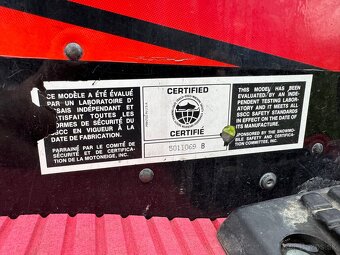 CE MODÈLE A ÉTÉ ÉVALUÉ
PAR UN LABORATOIRE D'
ESSAIS INDÉPENDANT ET
SATISFAIT TOUTES LES
NORMES DE SÉCURITÉ DU
SSCC EN VIGUEUR À LA
DATE DE FABRICATION.
PARRAINÉ PAR LE COMITÉ DE
SÉCURITÉ ET DE CERTIFICA-
TION DE LA MOTONEIGE, INC.
CERTIFIED
CERTIFIÉ
5011069 B
THIS MODEL HAS BEEN
EVALUATED BY AN INDE-
PENDENT TESTING LABOR-
ATORY AND IT MEETS ALL
SSCC SAFETY STANDARDS
IN EFFECT ON THE DATE OF
MANUFACTURE.
SPONSORED BY THE SNOWMO-
BILE SAFETY AND CERTIFICA-
TION COMMITTEE, INC.